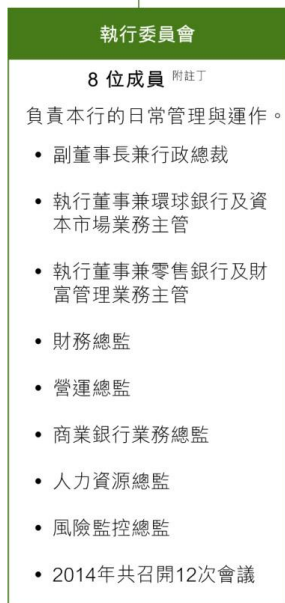 執行委員會
8 位成員 附註丁
負責本行的日常管理與運作。
• 副董事長兼行政總裁
• 執行董事兼環球銀行及資
本市場業務主管
• 執行董事兼零售銀行及財
富管理業務主管
• 財務總監
• 營運總監
• 商業銀行業務總監
• 人力資源總監
• 風險監控總監
• 2014年共召開12次會議